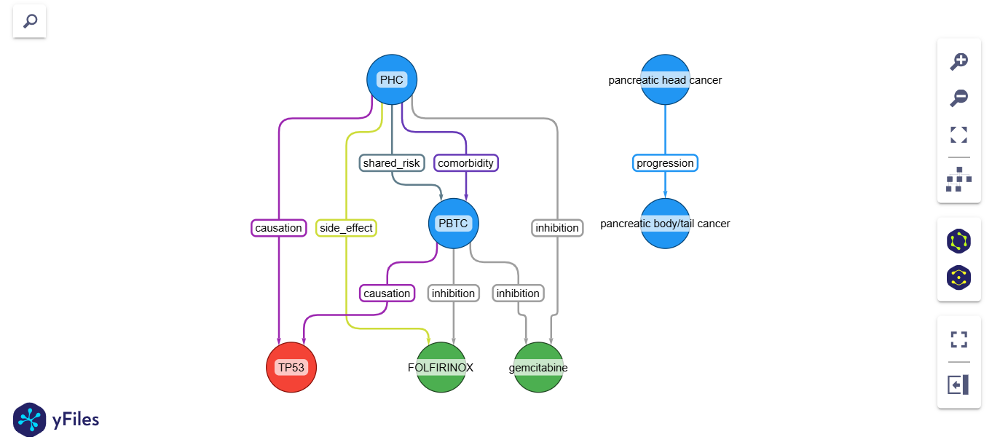 PHC
pancreatic head cancer
shared_risk
comorbidity
progression
PBTC
pancreatic body/tail cancer
causation
side_effect
inhibition
causation
inhibition
inhibition
TP53
FOLFIRINOX
gemcitabine
yFiles